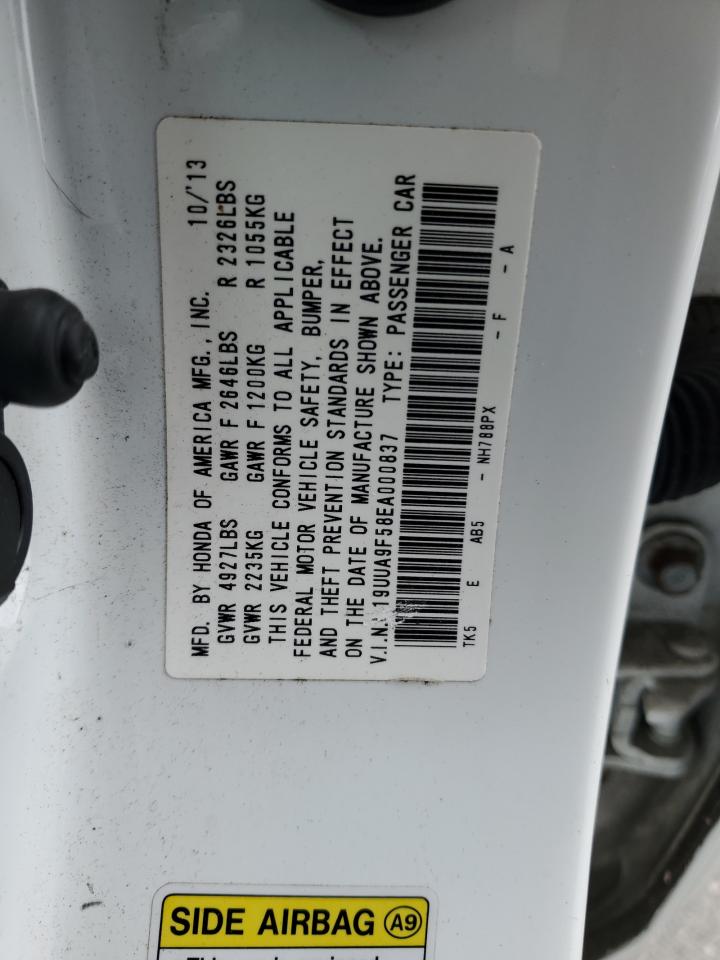 MFD. BY HONDA OF AMERICA MFG., INC. 10/'13
GVWR 4927LBS GAWR F 2646LBS R 2326LBS
GVWR 2235KG GAWR F 1200KG R 1055KG
THIS VEHICLE CONFORMS TO ALL APPLICABLE
FEDERAL MOTOR VEHICLE SAFETY, BUMPER,
AND THEFT PREVENTION STANDARDS IN EFFECT
ON THE DATE OF MANUFACTURE SHOWN ABOVE.
V.I.N.: 19UUA9F58EA000837 TYPE: PASSENGER CAR
TK5 E AB5 - NH788PX - F - A
SIDE AIRBAG A9